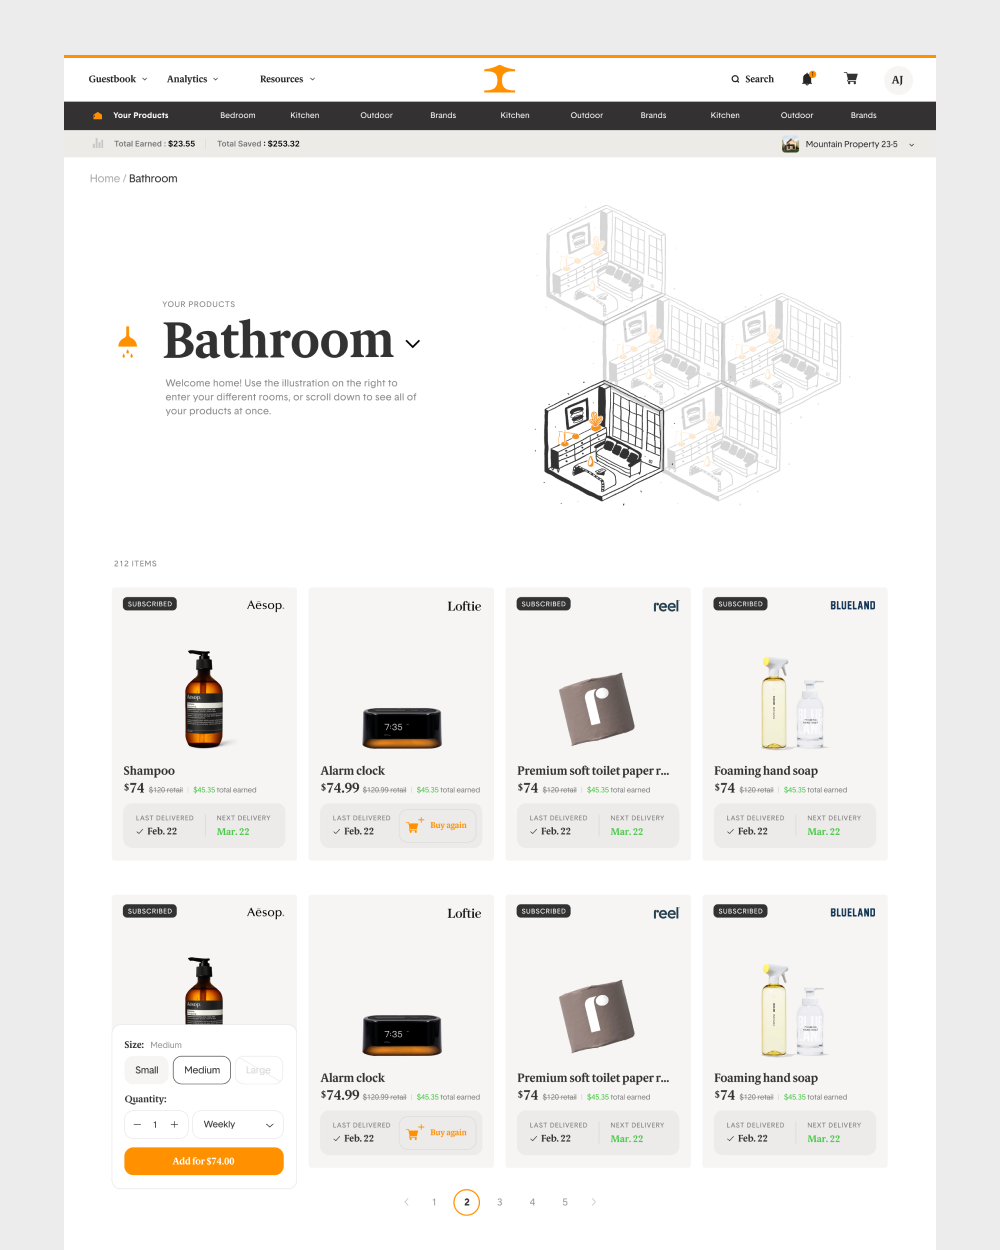 Guestbook Analytics Resources Search AJ
Your Products Bedroom Kitchen Outdoor Brands Kitchen Outdoor Brands Kitchen Outdoor Brands
Total Earned : $23.55 Total Saved : $253.32 Mountain Property 23-5
Home / Bathroom
YOUR PRODUCTS
Bathroom
Welcome home! Use the illustration on the right to
enter your different rooms, or scroll down to see all of
your products at once.
212 ITEMS
SUBSCRIBED Aēsop. Loftie SUBSCRIBED reel SUBSCRIBED BLUELAND
Aēsop.
7:35
r
Shampoo Alarm clock Premium soft toilet paper r... Foaming hand soap
$74 $120 retail $45.35 total earned $74.99 $120.99 retail $45.35 total earned $74 $120 retail $45.35 total earned $74 $120 retail $45.35 total earned
LAST DELIVERED NEXT DELIVERY LAST DELIVERED Buy again LAST DELIVERED NEXT DELIVERY LAST DELIVERED NEXT DELIVERY
Feb. 22 Mar. 22 Feb. 22 Feb. 22 Mar. 22 Feb. 22 Mar. 22
SUBSCRIBED Aēsop. Loftie SUBSCRIBED reel SUBSCRIBED BLUELAND
Aēsop.
7:35
r
Size: Medium
Small Medium Large
Quantity:
1 Weekly
Add for $74.00
Alarm clock Premium soft toilet paper r... Foaming hand soap
$74.99 $120.99 retail $45.35 total earned $74 $120 retail $45.35 total earned $74 $120 retail $45.35 total earned
LAST DELIVERED Buy again LAST DELIVERED NEXT DELIVERY LAST DELIVERED NEXT DELIVERY
Feb. 22 Feb. 22 Mar. 22 Feb. 22 Mar. 22
1 2 3 4 5